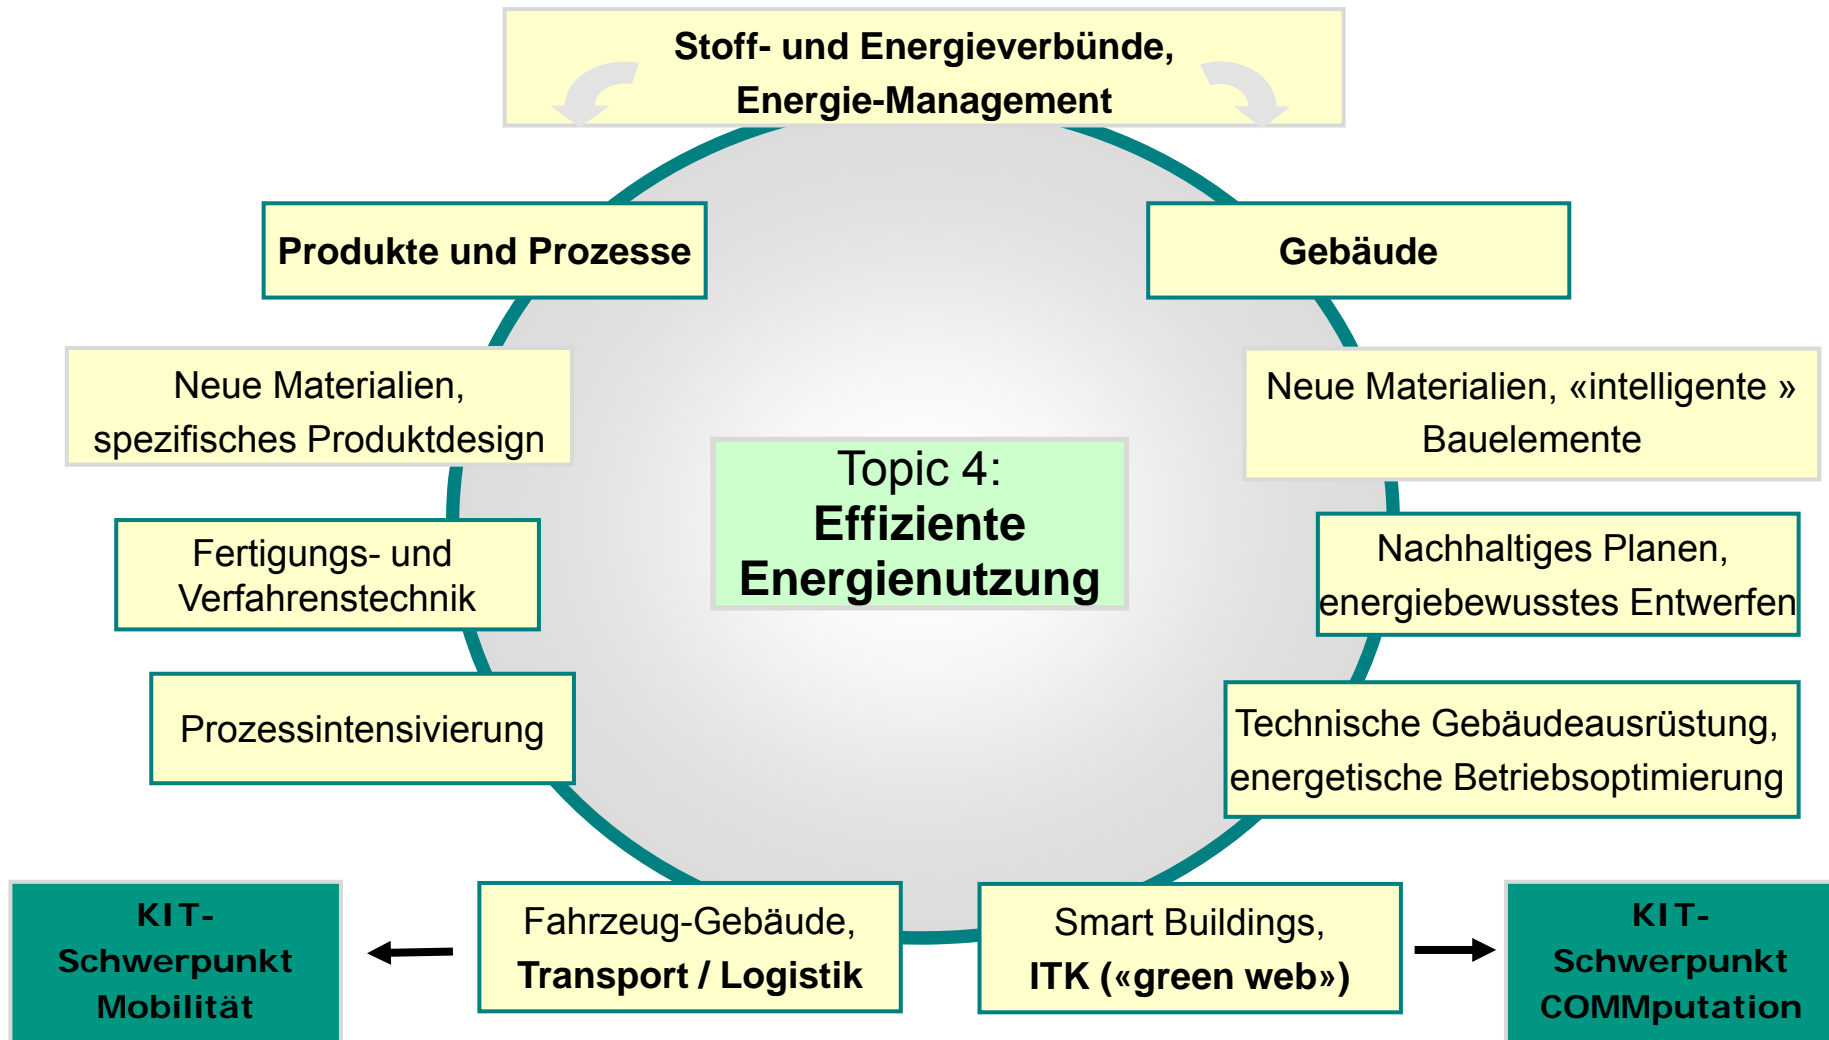 Stoff- und Energieverbünde,
Energie-Management
Produkte und Prozesse
Gebäude
Neue Materialien,
spezifisches Produktdesign
Neue Materialien, «intelligente »
Bauelemente
Topic 4:
Effiziente
Energienutzung
Fertigungs- und
Verfahrenstechnik
Nachhaltiges Planen,
energiebewusstes Entwerfen
Prozessintensivierung
Technische Gebäudeausrüstung,
energetische Betriebsoptimierung
KIT-
Schwerpunkt
Mobilität
Fahrzeug-Gebäude,
Transport / Logistik
Smart Buildings,
ITK («green web»)
KIT-
Schwerpunkt
COMMputation